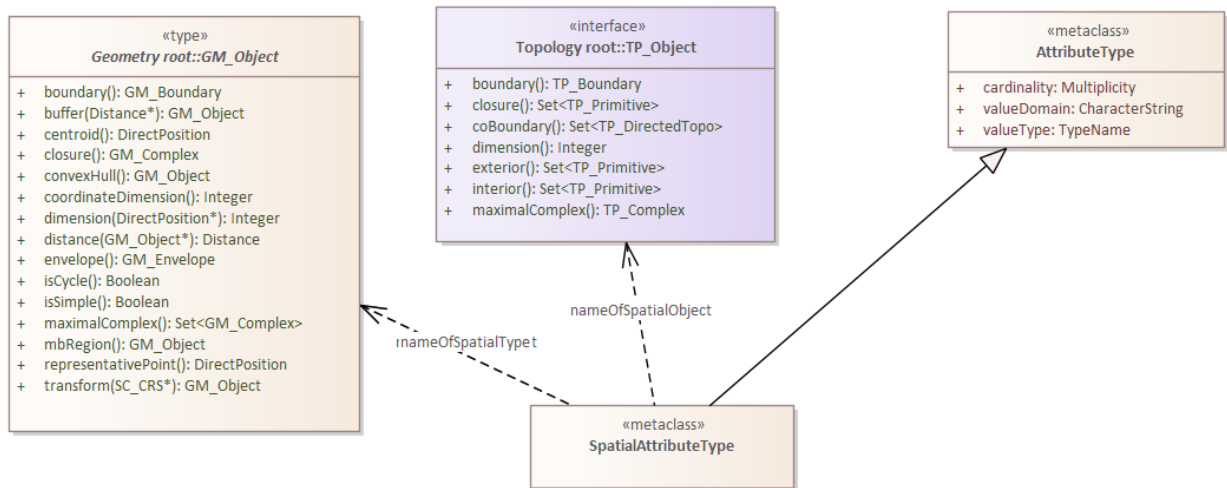 «type»
Geometry root::GM_Object
+ boundary(): GM_Boundary
+ buffer(Distance*): GM_Object
+ centroid(): DirectPosition
+ closure(): GM_Complex
+ convexHull(): GM_Object
+ coordinateDimension(): Integer
+ dimension(DirectPosition*): Integer
+ distance(GM_Object*): Distance
+ envelope(): GM_Envelope
+ isCycle(): Boolean
+ isSimple(): Boolean
+ maximalComplex(): Set<GM_Complex>
+ mbRegion(): GM_Object
+ representativePoint(): DirectPosition
+ transform(SC_CRS*): GM_Object
«interface»
Topology root::TP_Object
+ boundary(): TP_Boundary
+ closure(): Set<TP_Primitive>
+ coBoundary(): Set<TP_DirectedTopo>
+ dimension(): Integer
+ exterior(): Set<TP_Primitive>
+ interior(): Set<TP_Primitive>
+ maximalComplex(): TP_Complex
«metaclass»
AttributeType
+ cardinality: Multiplicity
+ valueDomain: CharacterString
+ valueType: TypeName
nameOfSpatialObject
«metaclass»
SpatialAttributeType